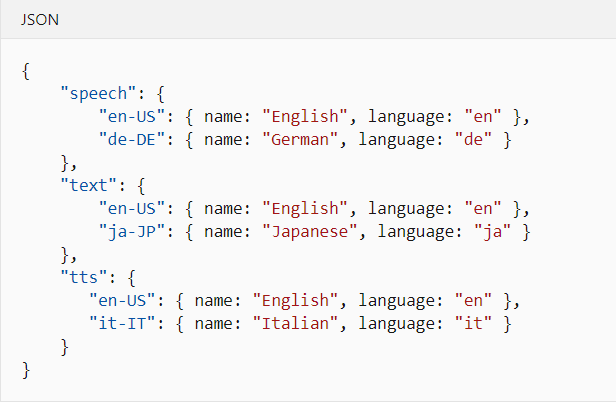 JSON
{
    "speech": {
        "en-US": { name: "English", language: "en" },
        "de-DE": { name: "German", language: "de" }
    },
    "text": {
        "en-US": { name: "English", language: "en" },
        "ja-JP": { name: "Japanese", language: "ja" }
    },
    "tts": {
       "en-US": { name: "English", language: "en" },
       "it-IT": { name: "Italian", language: "it" }
    }
}